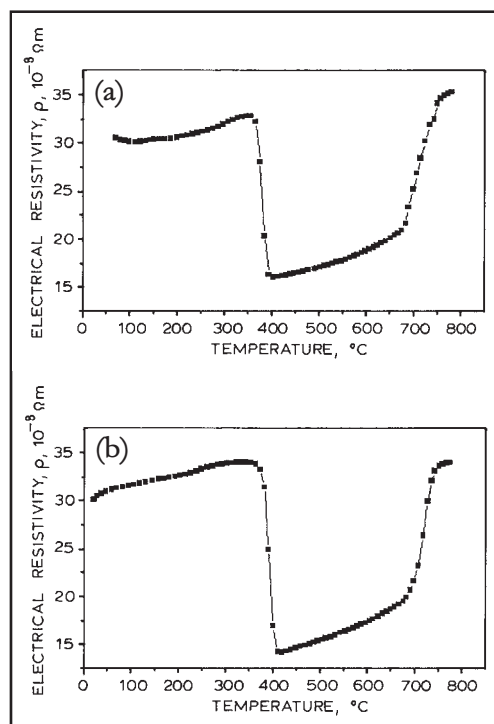 (a)
ELECTRICAL RESISTIVITY, ρ, 10⁻⁸ Ωm
35
30
25
20
15
0 100 200 300 400 500 600 700 800
TEMPERATURE, °C
(b)
ELECTRICAL RESISTIVITY, ρ, 10⁻⁸ Ωm
35
30
25
20
15
0 100 200 300 400 500 600 700 800
TEMPERATURE, °C